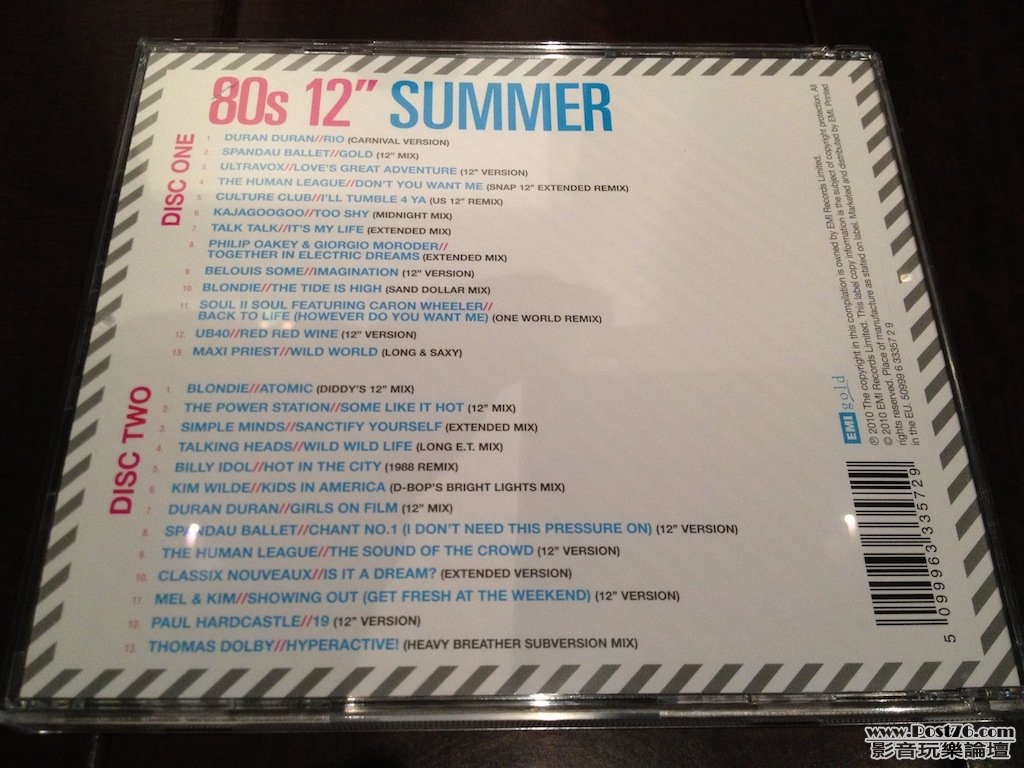 80s 12" SUMMER
DISC ONE
1. DURAN DURAN//RIO (CARNIVAL VERSION)
2. SPANDAU BALLET//GOLD (12" MIX)
3. ULTRAVOX//LOVE'S GREAT ADVENTURE (12" VERSION)
4. THE HUMAN LEAGUE//DON'T YOU WANT ME (SNAP 12" EXTENDED REMIX)
5. CULTURE CLUB//I'LL TUMBLE 4 YA (US 12" REMIX)
6. KAJAGOOGOO//TOO SHY (MIDNIGHT MIX)
7. TALK TALK//IT'S MY LIFE (EXTENDED MIX)
8. PHILIP OAKEY & GIORGIO MORODER//
TOGETHER IN ELECTRIC DREAMS (EXTENDED MIX)
9. BELOUIS SOME//IMAGINATION (12" VERSION)
10. BLONDIE//THE TIDE IS HIGH (SAND DOLLAR MIX)
11. SOUL II SOUL FEATURING CARON WHEELER//
BACK TO LIFE (HOWEVER DO YOU WANT ME) (ONE WORLD REMIX)
12. UB40//RED RED WINE (12" VERSION)
13. MAXI PRIEST//WILD WORLD (LONG & SAXY)
DISC TWO
1. BLONDIE//ATOMIC (DIDDY'S 12" MIX)
2. THE POWER STATION//SOME LIKE IT HOT (12" MIX)
3. SIMPLE MINDS//SANCTIFY YOURSELF (EXTENDED MIX)
4. TALKING HEADS//WILD WILD LIFE (LONG E.T. MIX)
5. BILLY IDOL//HOT IN THE CITY (1988 REMIX)
6. KIM WILDE//KIDS IN AMERICA (D-BOP'S BRIGHT LIGHTS MIX)
7. DURAN DURAN//GIRLS ON FILM (12" MIX)
8. SPANDAU BALLET//CHANT NO.1 (I DON'T NEED THIS PRESSURE ON) (12" VERSION)
9. THE HUMAN LEAGUE//THE SOUND OF THE CROWD (12" VERSION)
10. CLASSIX NOUVEAUX//IS IT A DREAM? (EXTENDED VERSION)
11. MEL & KIM//SHOWING OUT (GET FRESH AT THE WEEKEND) (12" VERSION)
12. PAUL HARDCASTLE//19 (12" VERSION)
13. THOMAS DOLBY//HYPERACTIVE! (HEAVY BREATHER SUBVERSION MIX)
EMI gold
℗ 2010 The copyright in this compilation is owned by EMI Records Limited.
© 2010 EMI Records Limited. This label copy information is the subject of copyright protection. All
rights reserved. Place of manufacture as stated on label. Marketed and distributed by EMI. Printed
in the EU. 50999 6 33357 2 9
5 099963 335729
www.Post76.com
影音玩樂論壇